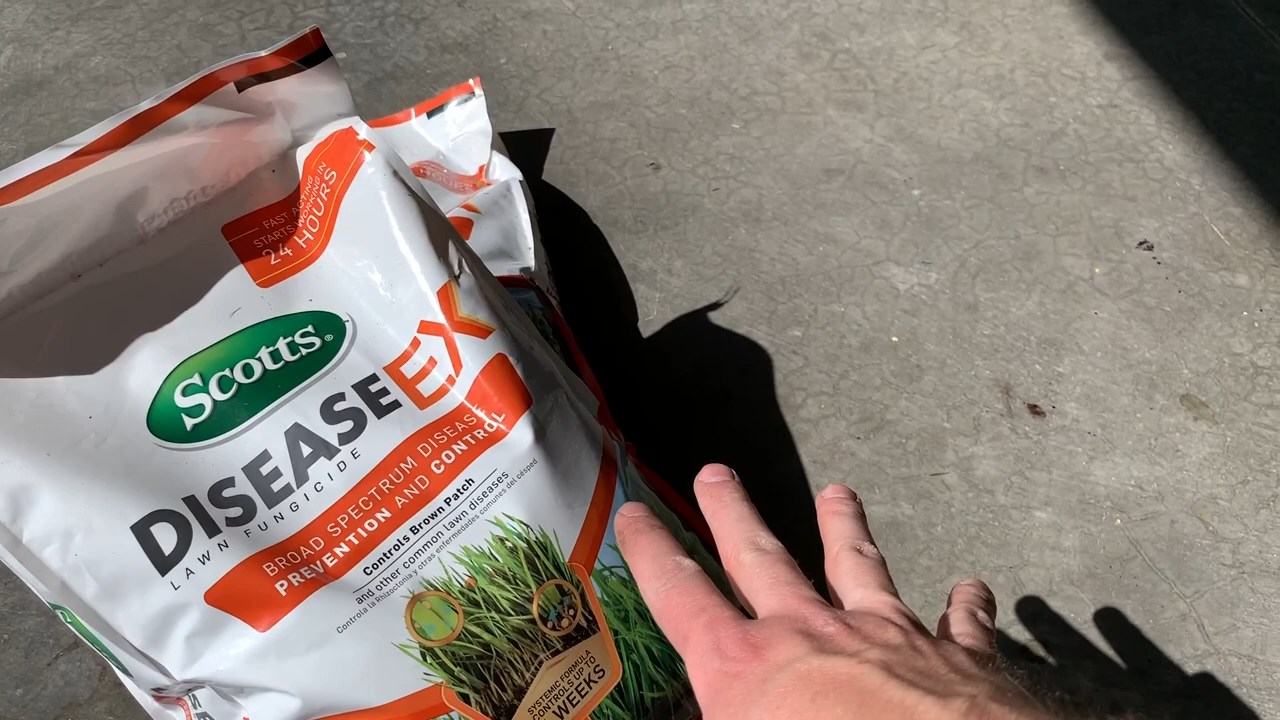 FAST ACTING
STARTS WORKING IN
24 HOURS
Scotts®
DISEASE EX
LAWN FUNGICIDE
BROAD SPECTRUM DISEASE
PREVENTION AND CONTROL
Controls Brown Patch
and other common lawn diseases
Controla la Rhizoctonia y otras enfermedades comunes del césped
SYSTEMIC FORMULA
CONTROLS UP TO
WEEKS